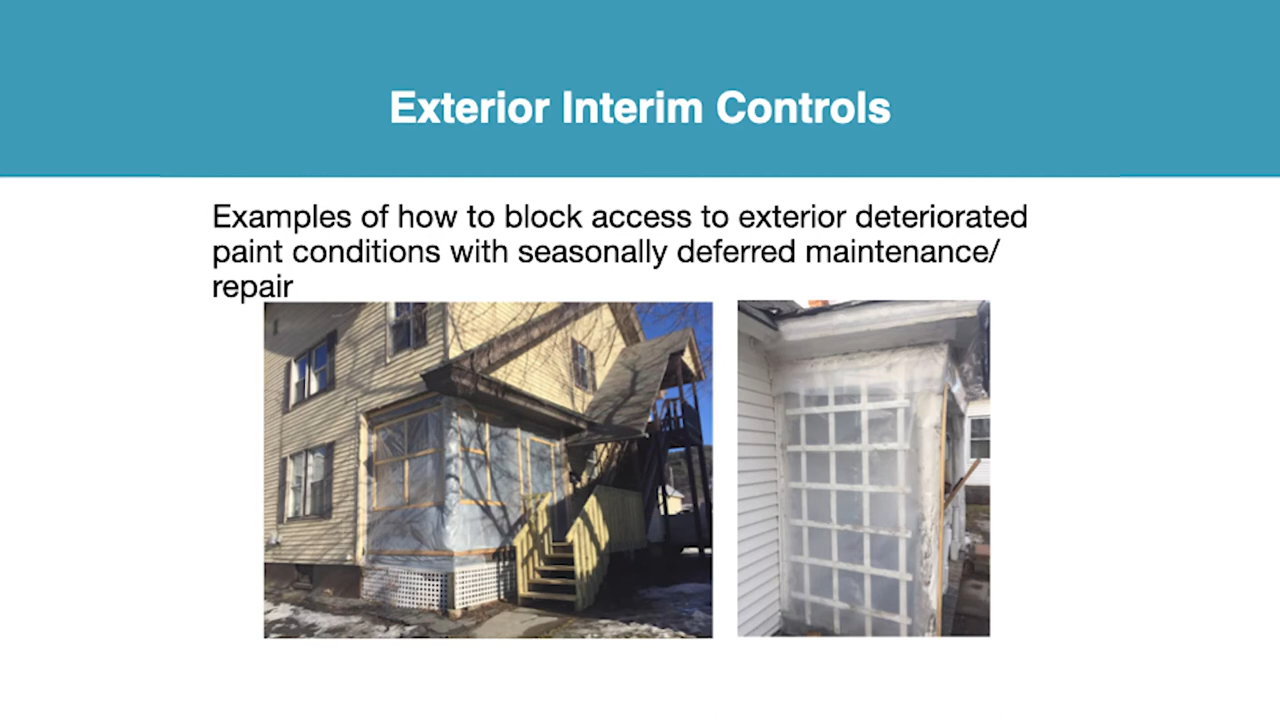 Exterior Interim Controls
Examples of how to block access to exterior deteriorated
paint conditions with seasonally deferred maintenance/
repair